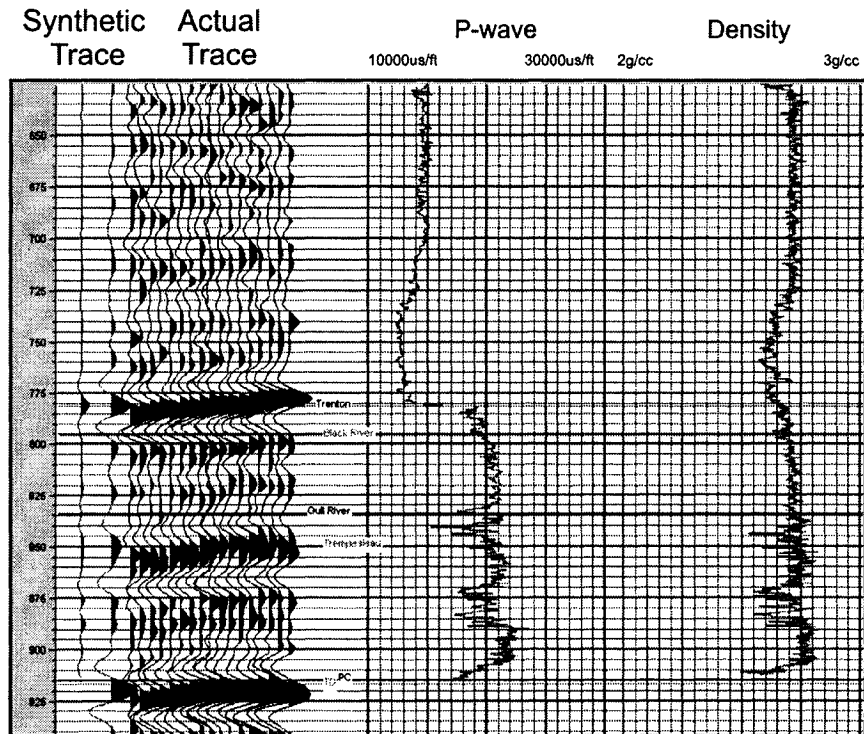 Synthetic Trace
Actual Trace
P-wave
Density
10000us/ft
30000us/ft
2g/cc
3g/cc
650
675
700
725
750
775
Trenton
Black River
800
825
Gull River
Trempealeau
850
875
900
PC
925